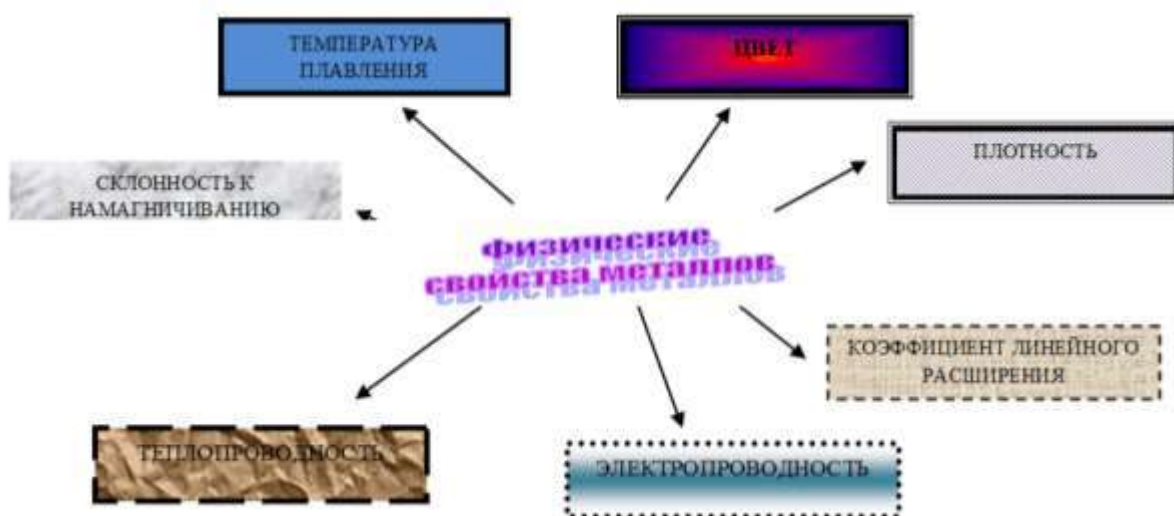 ТЕМПЕРАТУРА
ПЛАВЛЕНИЯ
ЦВЕТ
ПЛОТНОСТЬ
СКЛОННОСТЬ К
НАМАГНИЧИВАНИЮ
Физические
свойства металлов
КОЭФФИЦИЕНТ ЛИНЕЙНОГО
РАСШИРЕНИЯ
ТЕПЛОПРОВОДНОСТЬ
ЭЛЕКТРОПРОВОДНОСТЬ